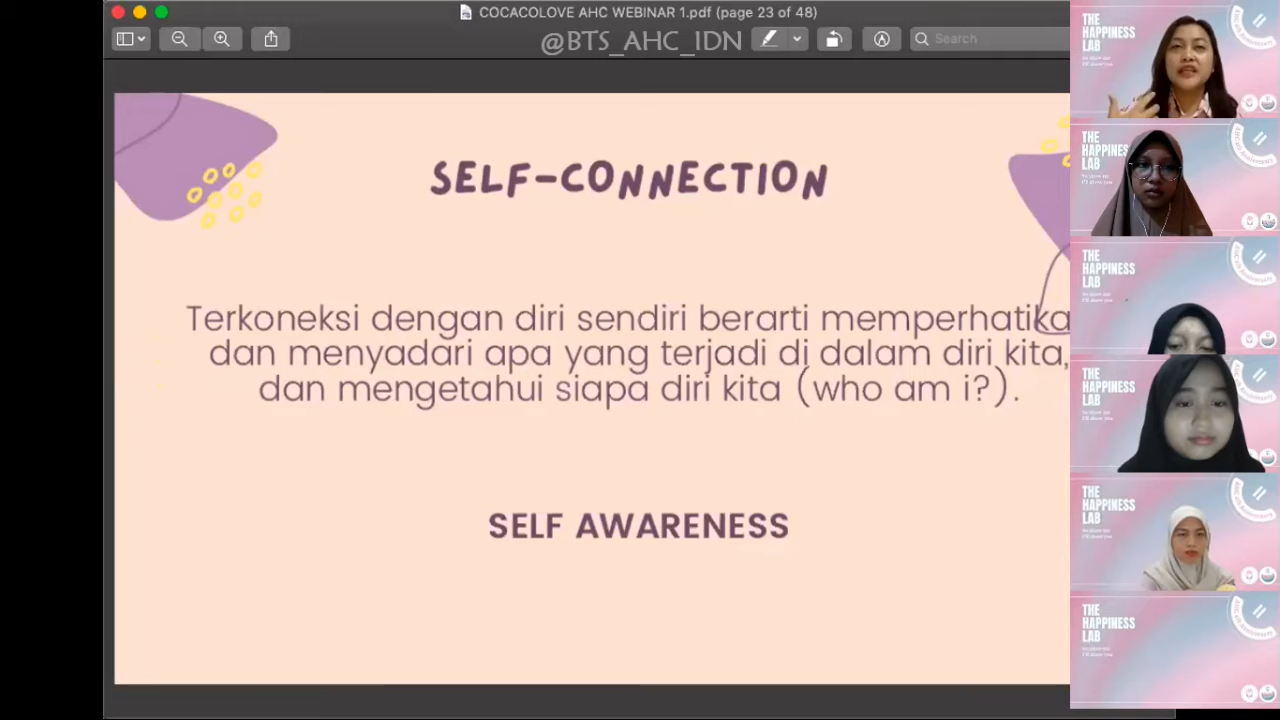 COCACOLOVE AHC WEBINAR 1.pdf (page 23 of 48)
@BTS_AHC_IDN
Search
SELF-CONNECTION
Terkoneksi dengan diri sendiri berarti memperhatika
dan menyadari apa yang terjadi di dalam diri kita,
dan mengetahui siapa diri kita (who am i?).
SELF AWARENESS
THE
HAPPINESS
LAB
THE
HAPPINES
LAB
THE
HAPPINESS
LAB
THE
HAPPINESS
LAB
THE
HAPPINESS
LAB
THE
HAPPINESS
LAB